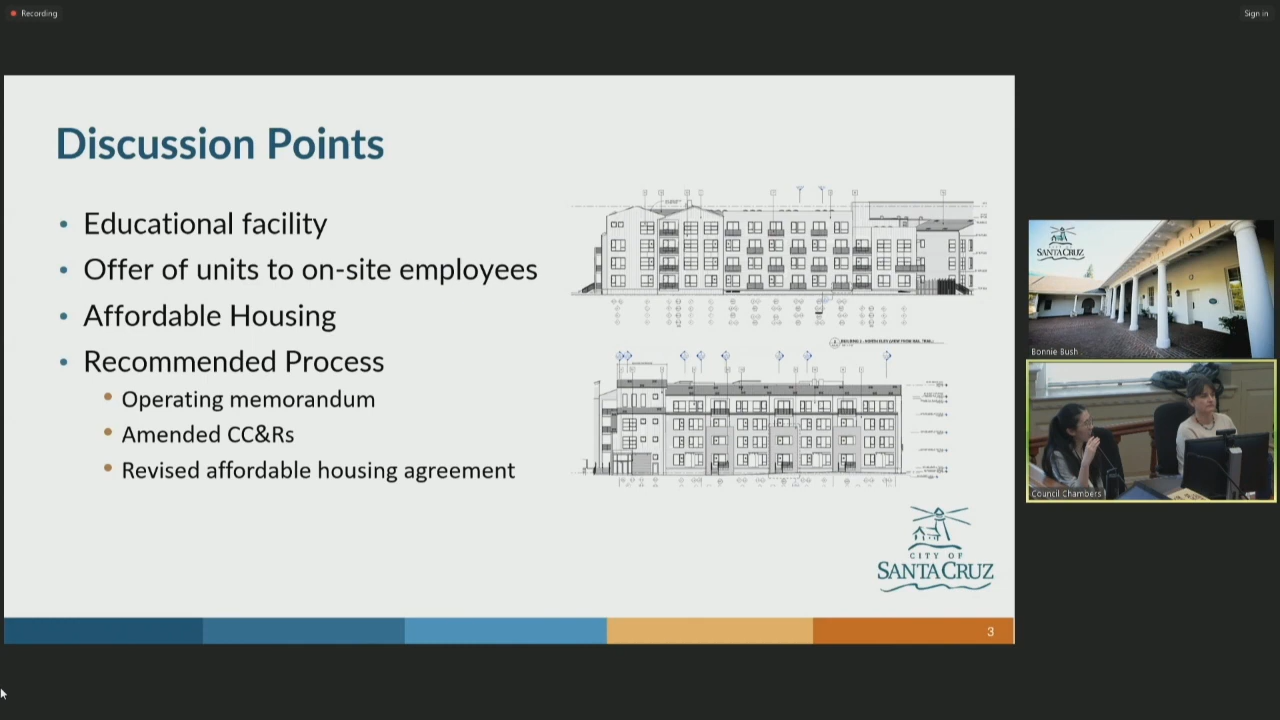 Recording
Sign in
Discussion Points
• Educational facility
• Offer of units to on-site employees
• Affordable Housing
• Recommended Process
• Operating memorandum
• Amended CC&Rs
• Revised affordable housing agreement
CITY OF
SANTA CRUZ
3
SANTA CRUZ
CITY HALL
Bonnie Bush
Council Chambers